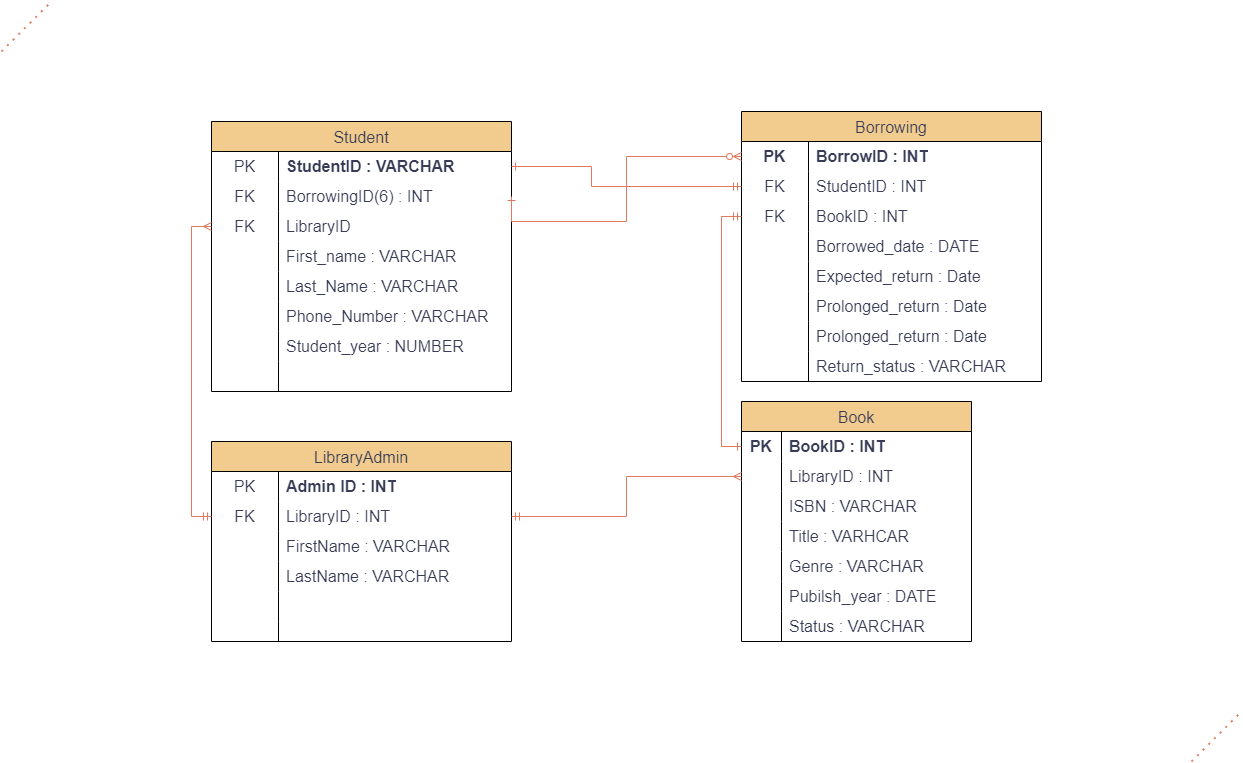 Student
PK StudentID : VARCHAR
FK BorrowingID(6) : INT
FK LibraryID
First_name : VARCHAR
Last_Name : VARCHAR
Phone_Number : VARCHAR
Student_year : NUMBER
Borrowing
PK BorrowID : INT
FK StudentID : INT
FK BookID : INT
Borrowed_date : DATE
Expected_return : Date
Prolonged_return : Date
Prolonged_return : Date
Return_status : VARCHAR
LibraryAdmin
PK Admin ID : INT
FK LibraryID : INT
FirstName : VARCHAR
LastName : VARCHAR
Book
PK BookID : INT
LibraryID : INT
ISBN : VARCHAR
Title : VARHCAR
Genre : VARCHAR
Pubilsh_year : DATE
Status : VARCHAR